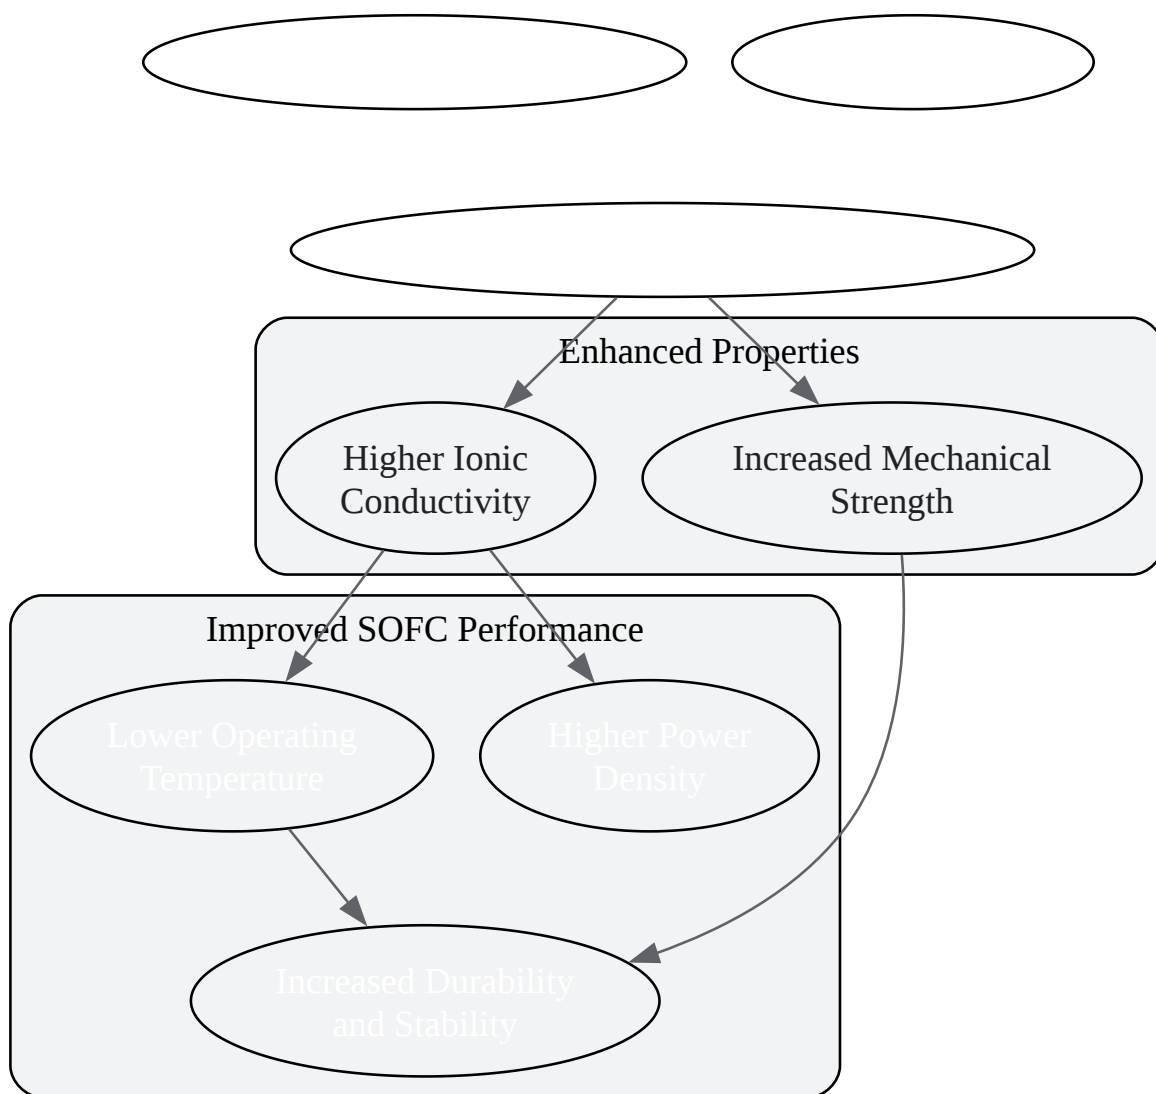 Enhanced Properties
Higher Ionic
Conductivity
Increased Mechanical
Strength
Improved SOFC Performance
Lower Operating
Temperature
Higher Power
Density
Increased Durability
and Stability